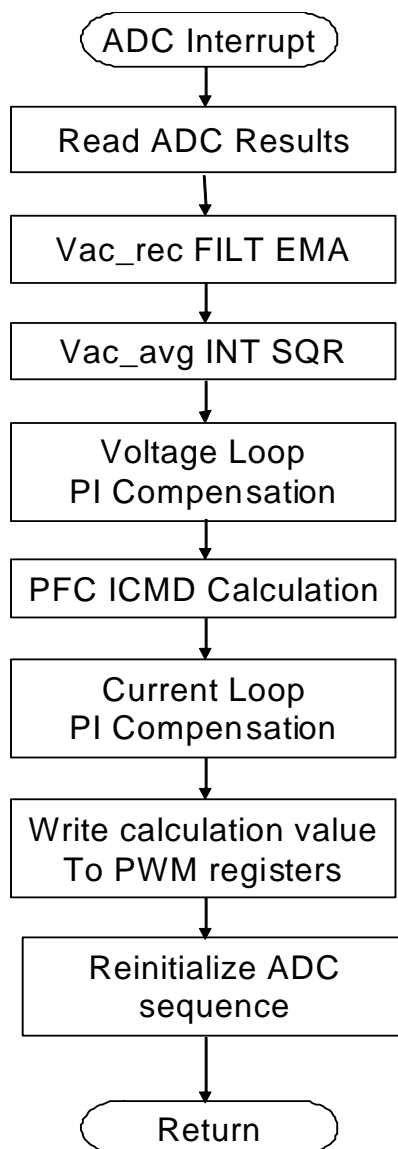 ADC Interrupt
Read ADC Results
Vac_rec FILT EMA
Vac_avg INT SQR
Voltage Loop
PI Compensation
PFC ICMD Calculation
Current Loop
PI Compensation
Write calculation value
To PWM registers
Reinitialize ADC
sequence
Return